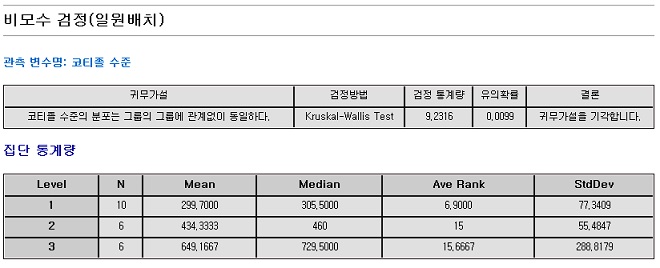 비모수 검정(일원배치)
관측 변수명: 코티졸 수준
귀무가설 검정방법 검정 통계량 유의확률 결론
코티졸 수준의 분포는 그룹의 그룹에 관계없이 동일하다. Kruskal-Wallis Test 9,2316 0,0099 귀무가설을 기각합니다.
집단 통계량
Level N Mean Median Ave Rank StdDev
1 10 299,7000 305,5000 6,9000 77,3409
2 6 434,3333 460 15 55,4847
3 6 649,1667 729,5000 15,6667 288,8179